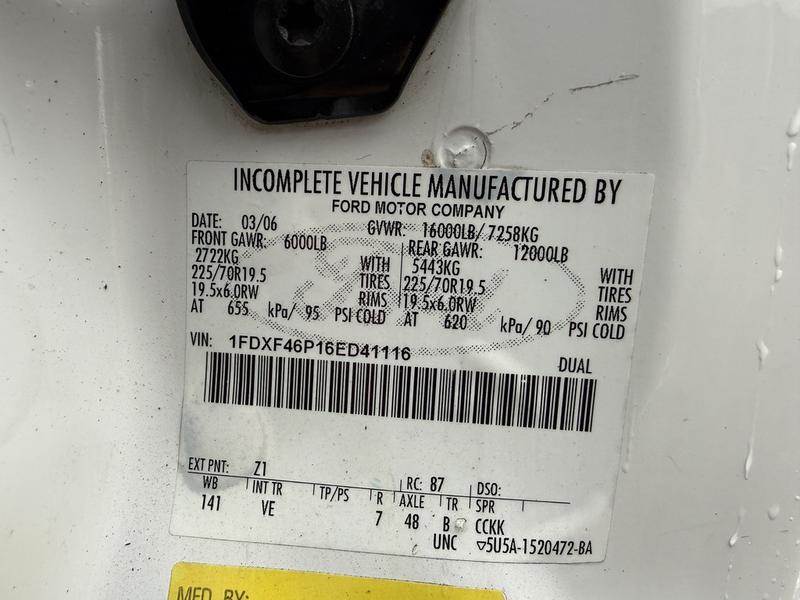 INCOMPLETE VEHICLE MANUFACTURED BY
FORD MOTOR COMPANY
DATE: 03/06 GVWR: 16000LB/ 7258KG
FRONT GAWR: 6000LB REAR GAWR: 12000LB
2722KG WITH 5443KG WITH
225/70R19.5 TIRES 225/70R19.5 TIRES
19.5x6.0RW RIMS 19.5x6.0RW RIMS
AT 655 kPa/ 95 PSI COLD AT 620 kPa/ 90 PSI COLD
VIN: 1FDXF46P16ED41116
DUAL
EXT PNT: Z1 RC: 87 DSO:
WB INT TR TP/PS R AXLE TR SPR
141 VE 7 48 B CCKK
UNC ▽5U5A-1520472-BA
MFD. BY: